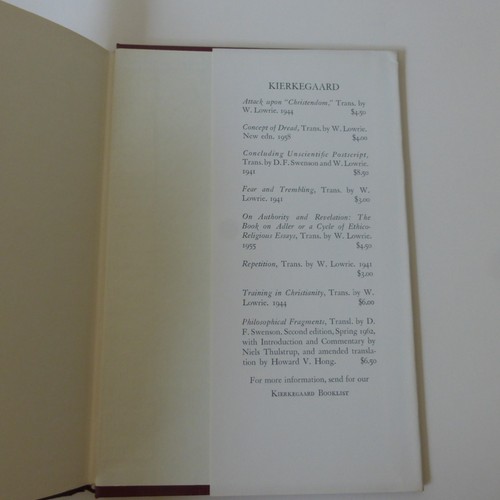 KIERKEGAARD
Attack upon "Christendom," Trans. by
W. Lowrie. 1944 $4.50
Concept of Dread, Trans. by W. Lowrie.
New edn. 1958 $4.00
Concluding Unscientific Postscript,
Trans. by D. F. Swenson and W. Lowrie.
1941 $8.50
Fear and Trembling, Trans. by W.
Lowrie. 1941 $3.00
On Authority and Revelation: The
Book on Adler or a Cycle of Ethico-
Religious Essays, Trans. by W. Lowrie.
1955 $4.50
Repetition, Trans. by W. Lowrie. 1941
$3.00
Training in Christianity, Trans. by W.
Lowrie. 1944 $6.00
Philosophical Fragments, Transl. by D.
F. Swenson. Second edition, Spring 1962,
with Introduction and Commentary by
Niels Thulstrup, and amended transla-
tion by Howard V. Hong. $6.50
For more information, send for our
KIERKEGAARD BOOKLIST